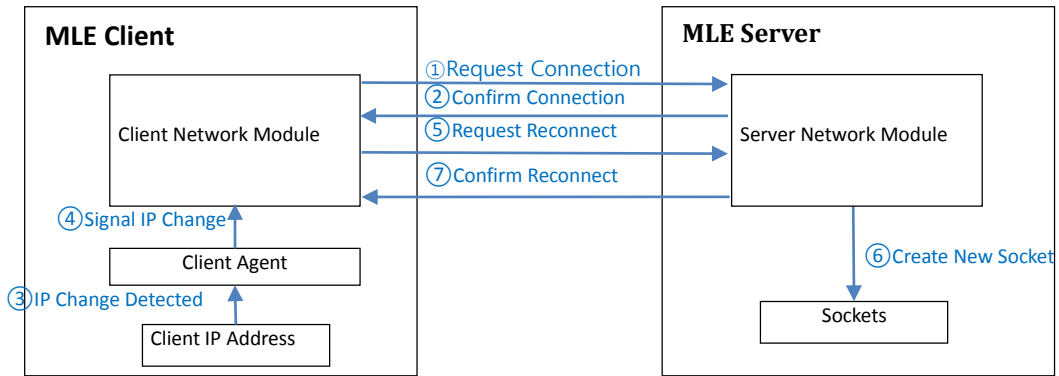 MLE Client
MLE Server
①Request Connection
②Confirm Connection
Client Network Module
⑤Request Reconnect
Server Network Module
⑦Confirm Reconnect
④Signal IP Change
Client Agent
⑥Create New Socket
③IP Change Detected
Sockets
Client IP Address